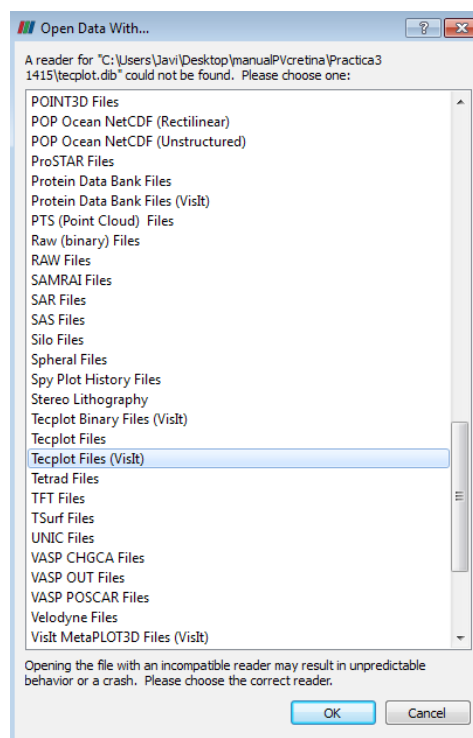 Open Data With...
A reader for "C:\Users\Javi\Desktop\manualPVcretina\Practica3
1415\tecplot.dib" could not be found. Please choose one:
POINT3D Files
POP Ocean NetCDF (Rectilinear)
POP Ocean NetCDF (Unstructured)
ProSTAR Files
Protein Data Bank Files
Protein Data Bank Files (VisIt)
PTS (Point Cloud) Files
Raw (binary) Files
RAW Files
SAMRAI Files
SAR Files
SAS Files
Silo Files
Spheral Files
Spy Plot History Files
Stereo Lithography
Tecplot Binary Files (VisIt)
Tecplot Files
Tecplot Files (VisIt)
Tetrad Files
TFT Files
TSurf Files
UNIC Files
VASP CHGCA Files
VASP OUT Files
VASP POSCAR Files
Velodyne Files
VisIt MetaPLOT3D Files (VisIt)
Opening the file with an incompatible reader may result in unpredictable
behavior or a crash. Please choose the correct reader.
OK Cancel